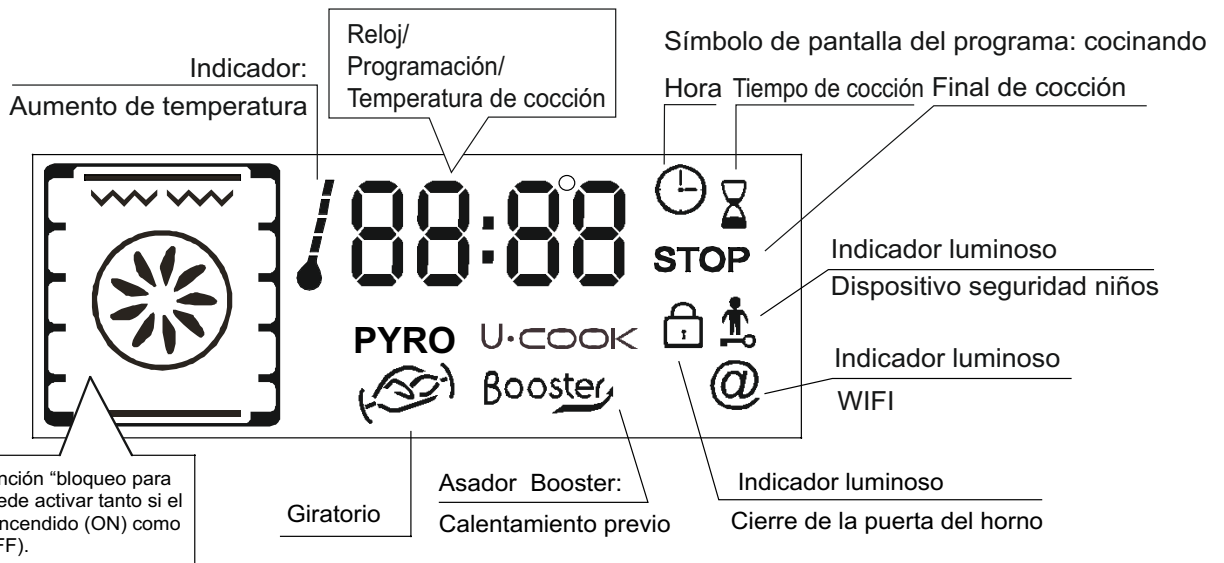 Reloj/
Programación/
Temperatura de cocción
Símbolo de pantalla del programa: cocinando
Indicador:
Aumento de temperatura
Hora Tiempo de cocción Final de cocción
88:88
STOP
Indicador luminoso
Dispositivo seguridad niños
PYRO U·COOK
Booster
@
Indicador luminoso
WIFI
nción “bloqueo para
ede activar tanto si el
ncendido (ON) como
FF).
Giratorio
Asador Booster:
Calentamiento previo
Indicador luminoso
Cierre de la puerta del horno